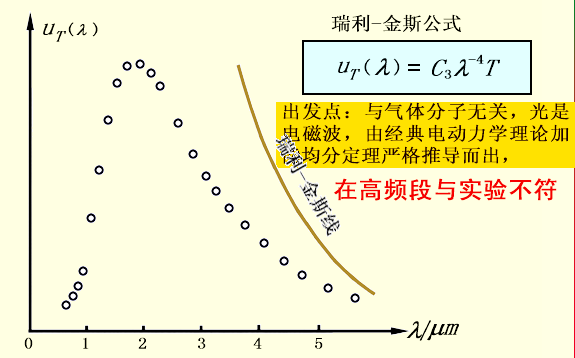 u_T(λ)
瑞利-金斯公式
u_T(λ) = C₃λ⁻⁴T
出发点：与气体分子无关，光是
电磁波，由经典电动力学理论加
均分定理严格推导而出，
在高频段与实验不符
瑞利-金斯线
0 1 2 3 4 5 λ/μm